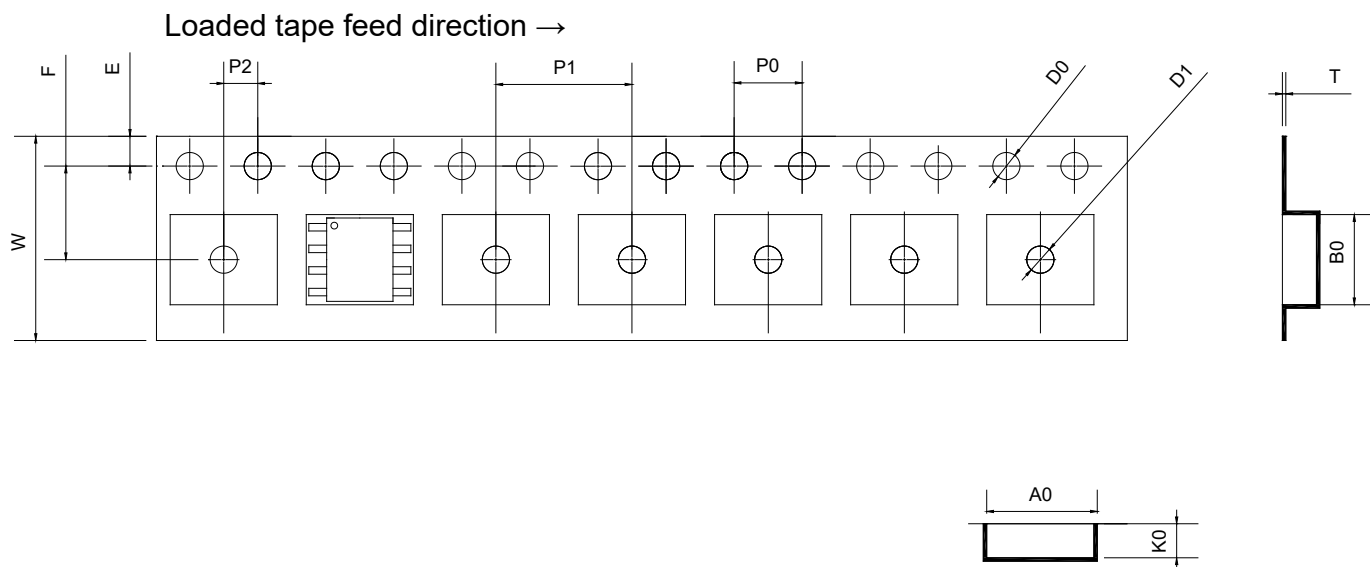 Loaded tape feed direction →
F
E
P2
P1
P0
D0
D1
T
W
B0
A0
K0